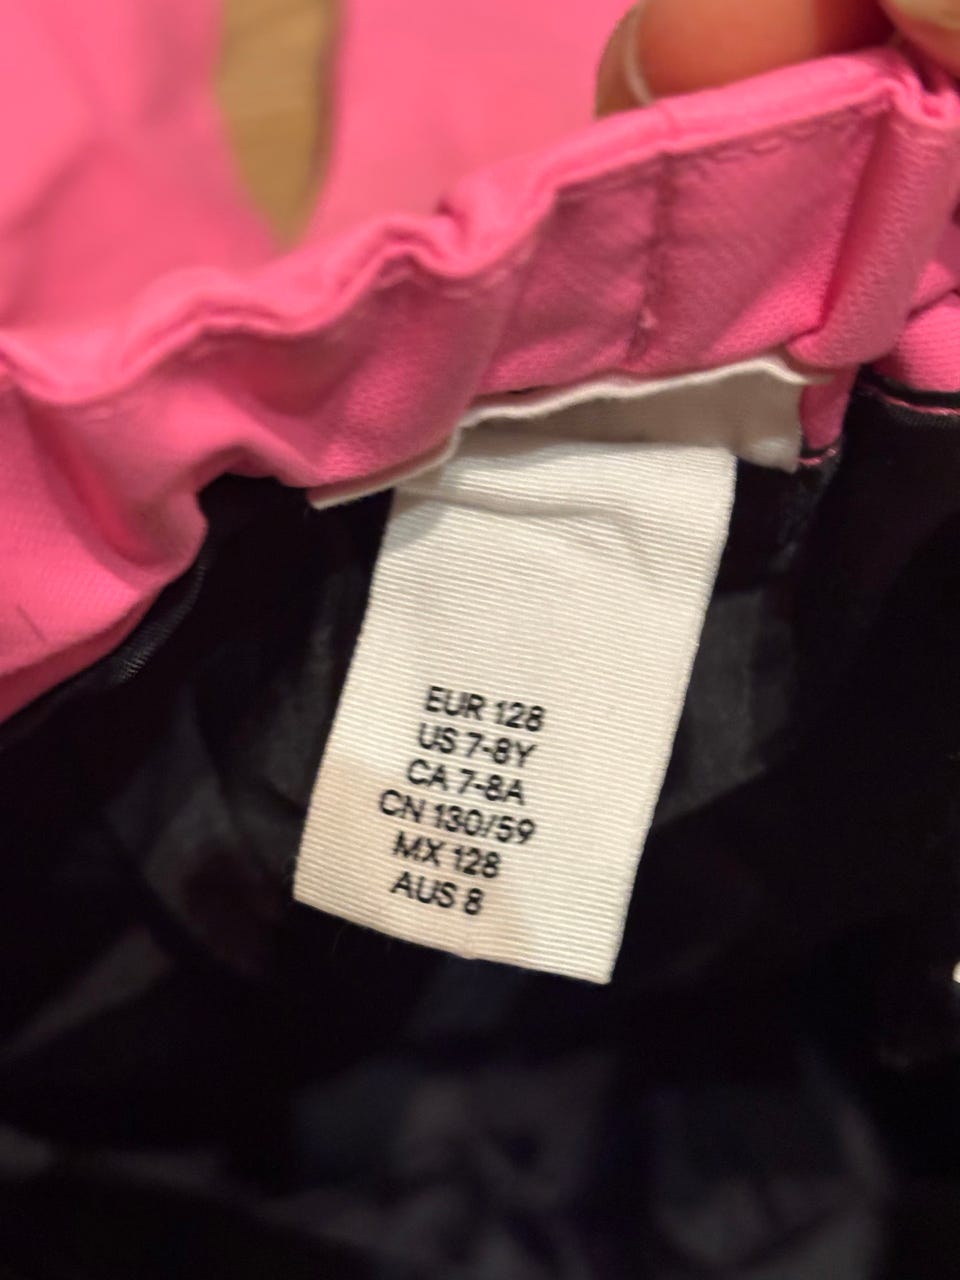 EUR 128
US 7-8Y
CA 7-8A
CN 130/59
MX 128
AUS 8